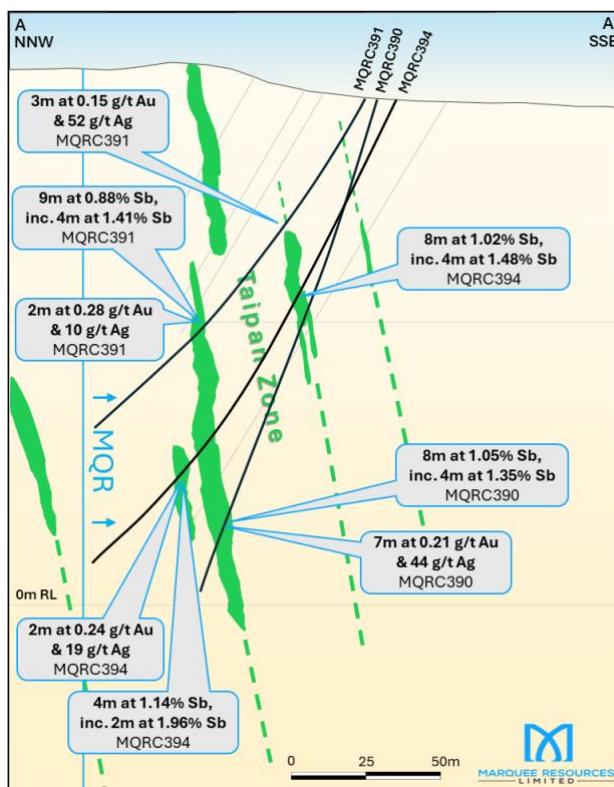 A
NNW
A
SSE
MQRC391
MQRC390
MQRC394
3m at 0.15 g/t Au
& 52 g/t Ag
MQRC391
9m at 0.88% Sb,
inc. 4m at 1.41% Sb
MQRC391
2m at 0.28 g/t Au
& 10 g/t Ag
MQRC391
8m at 1.02% Sb,
inc. 4m at 1.48% Sb
MQRC394
Taipan Zone
MQR
8m at 1.05% Sb,
inc. 4m at 1.35% Sb
MQRC390
7m at 0.21 g/t Au
& 44 g/t Ag
MQRC390
0m RL
2m at 0.24 g/t Au
& 19 g/t Ag
MQRC394
4m at 1.14% Sb,
inc. 2m at 1.96% Sb
MQRC394
0 25 50m
MARQUEE RESOURCES
LIMITED